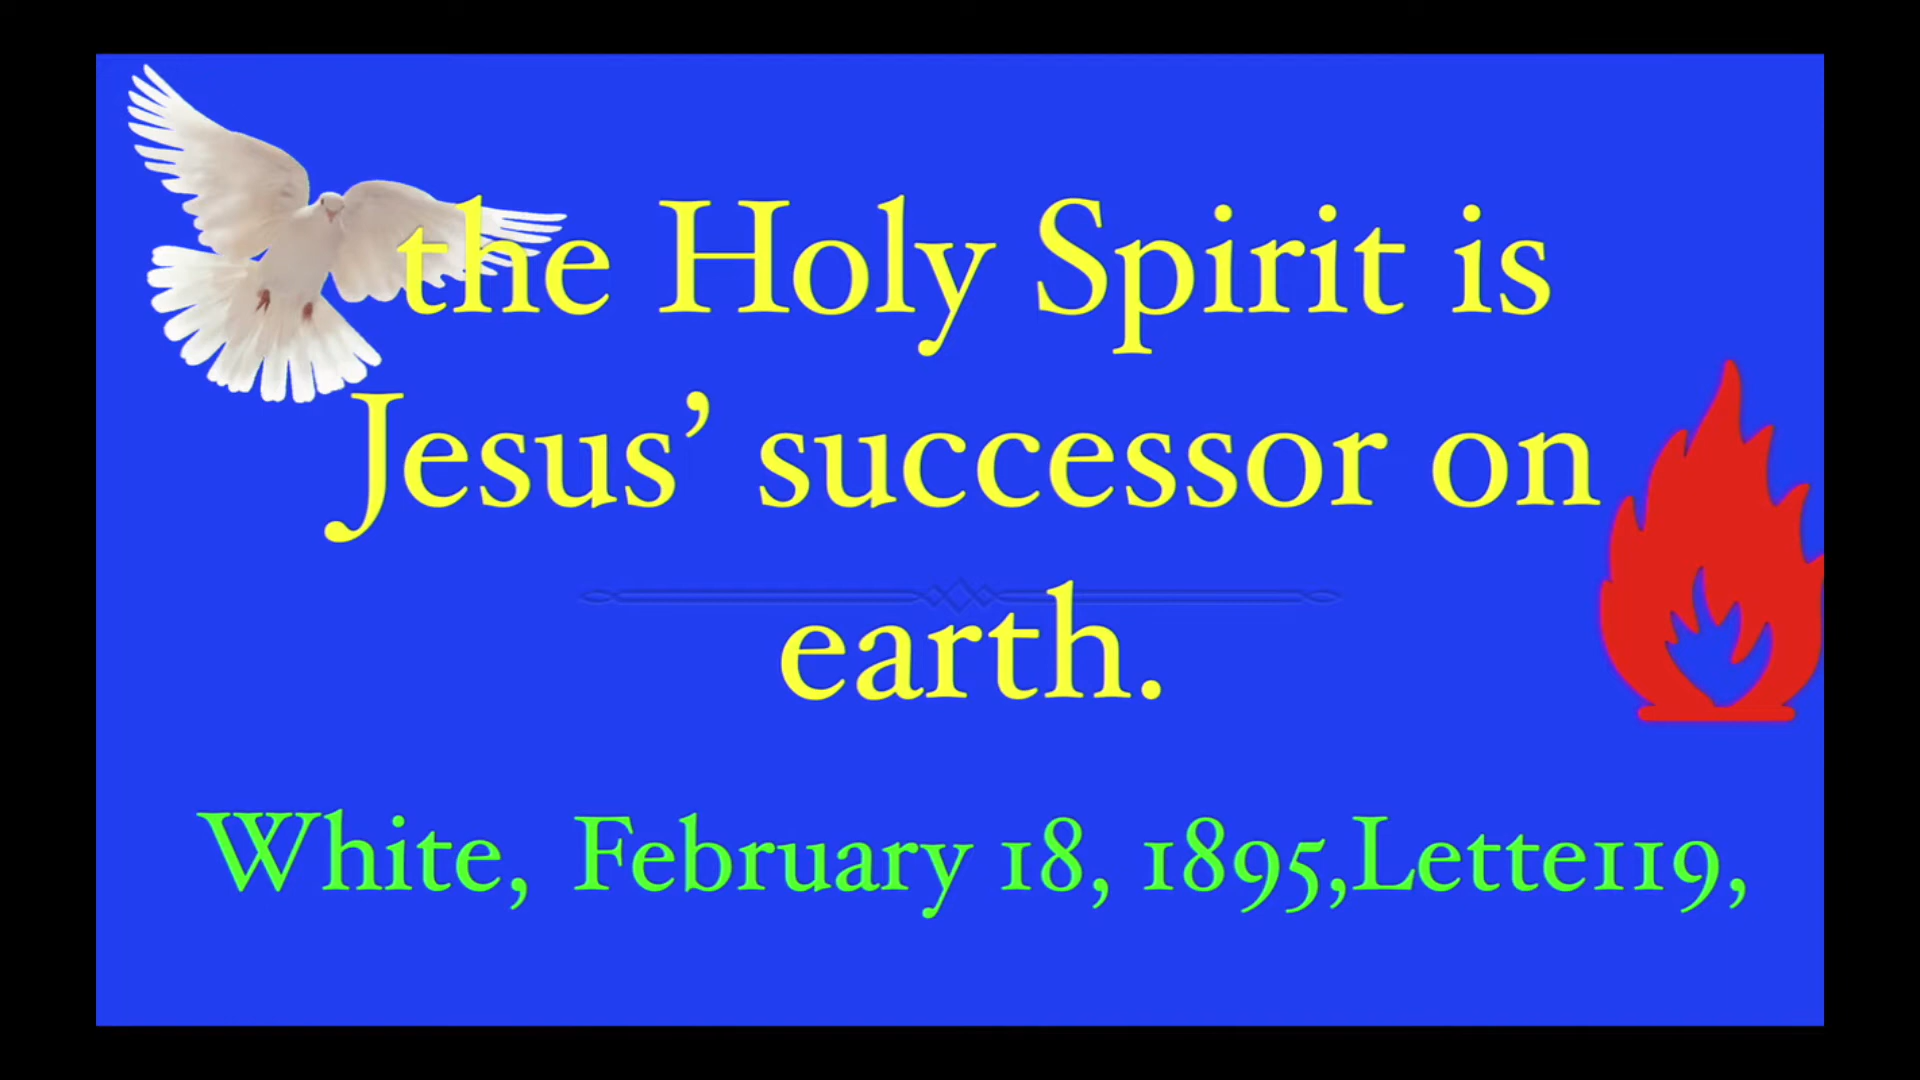 the Holy Spirit is
Jesus’ successor on
earth.
White, February 18, 1895,Lette119,